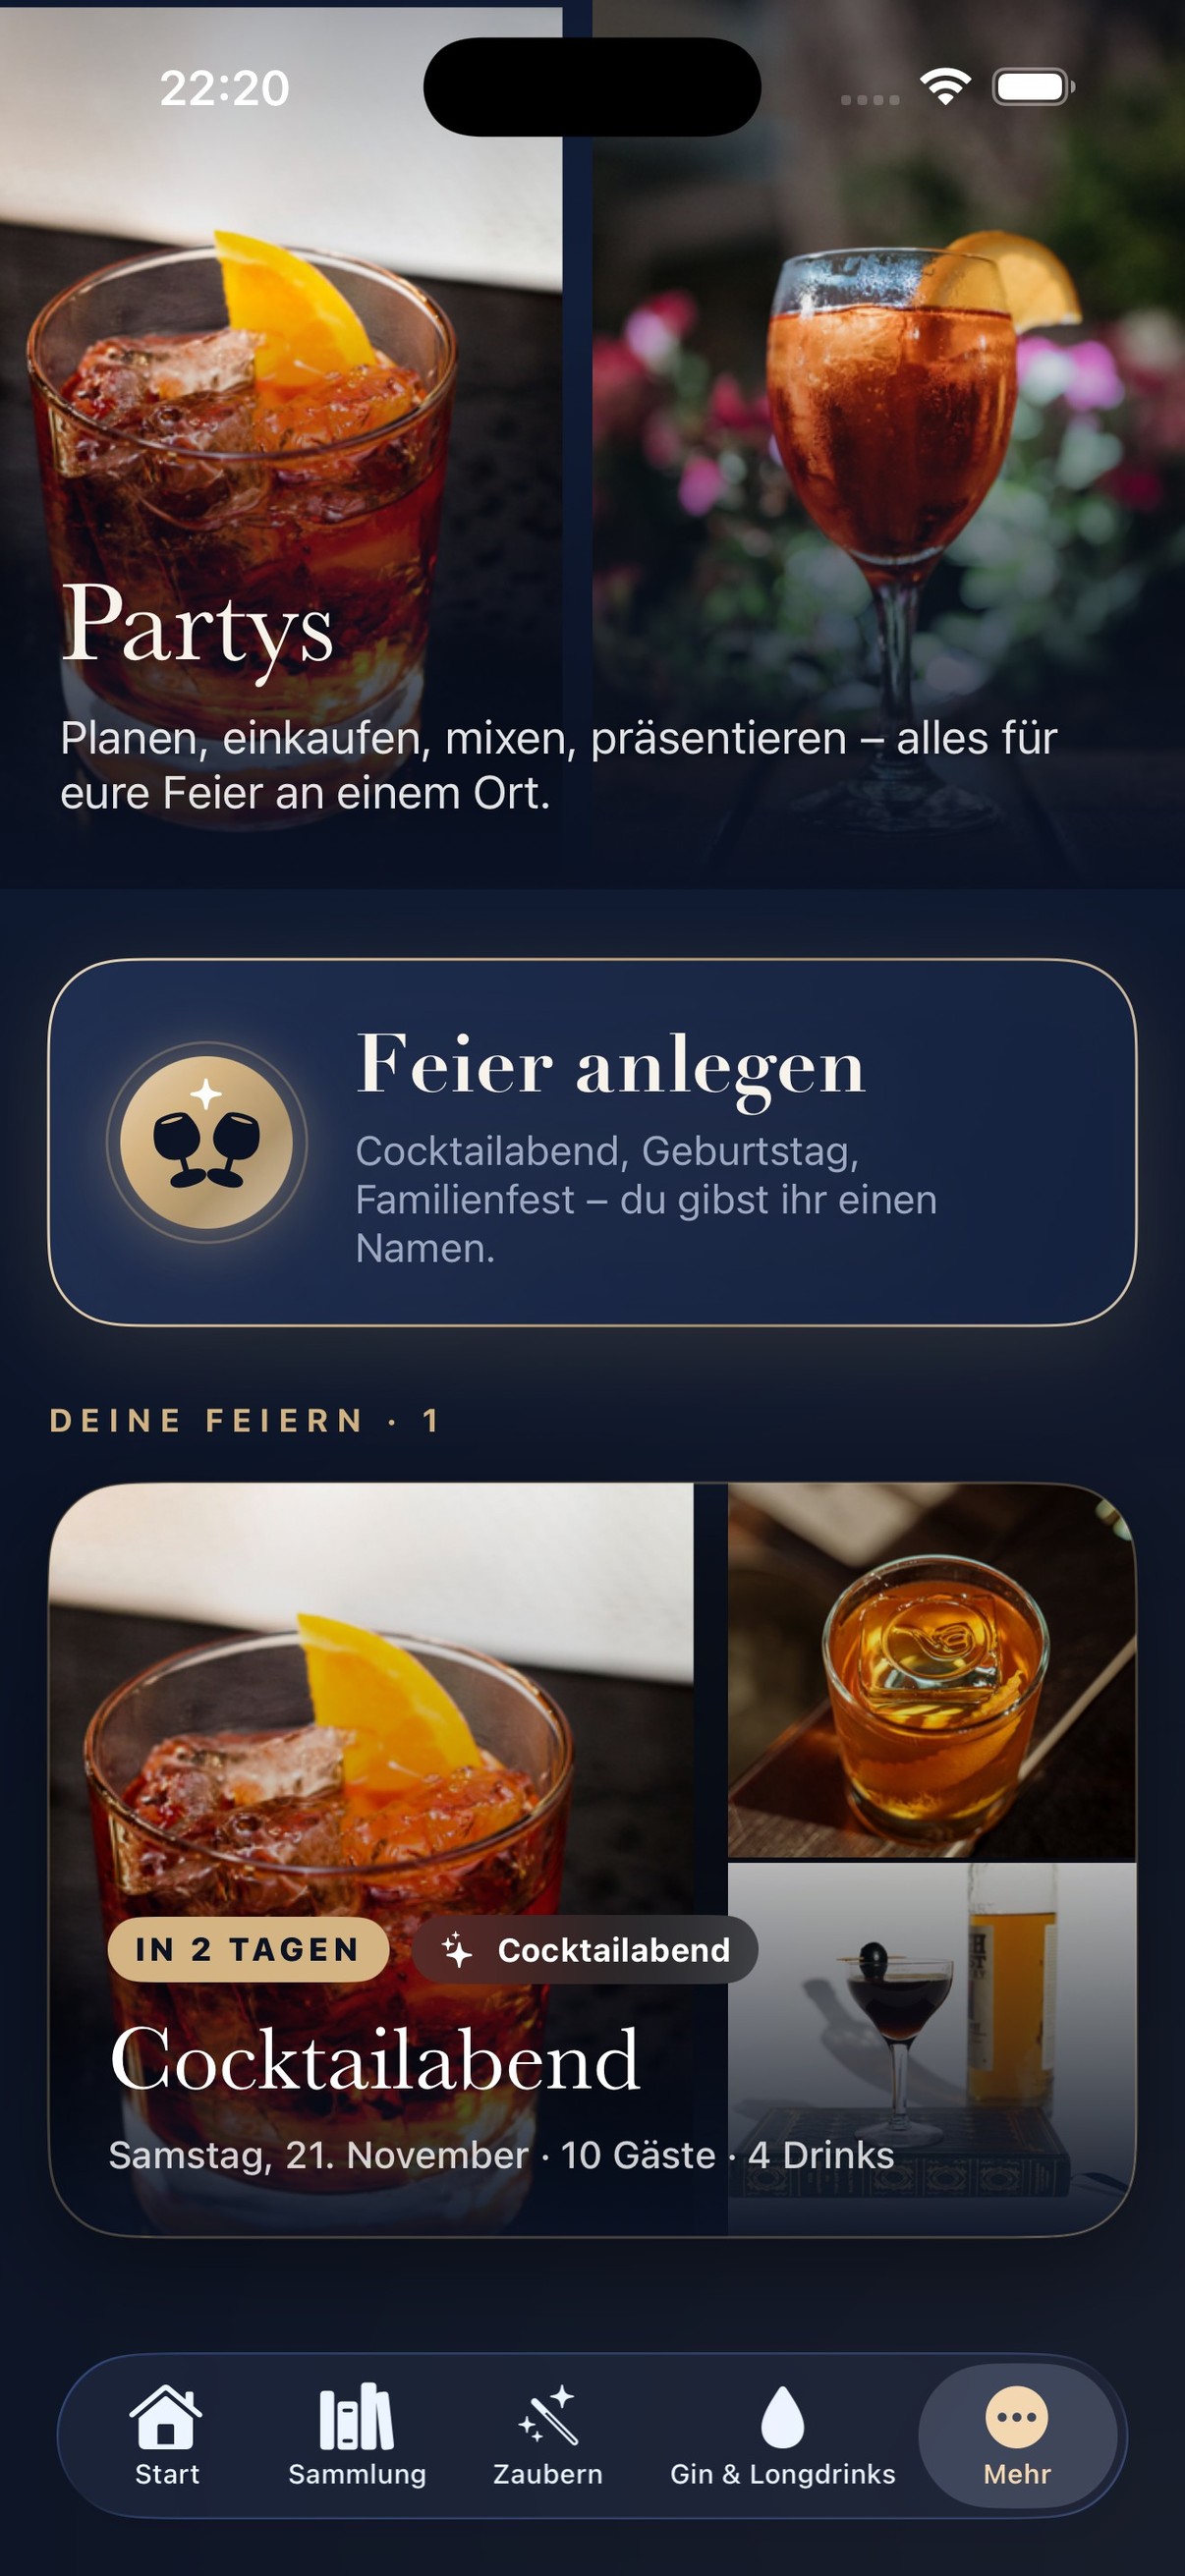 22:20
Partys
Planen, einkaufen, mixen, präsentieren – alles für
eure Feier an einem Ort.
Feier anlegen
Cocktailabend, Geburtstag,
Familienfest – du gibst ihr einen
Namen.
DEINE FEIERN · 1
IN 2 TAGEN
Cocktailabend
Cocktailabend
Samstag, 21. November · 10 Gäste · 4 Drinks
Start
Sammlung
Zaubern
Gin & Longdrinks
Mehr